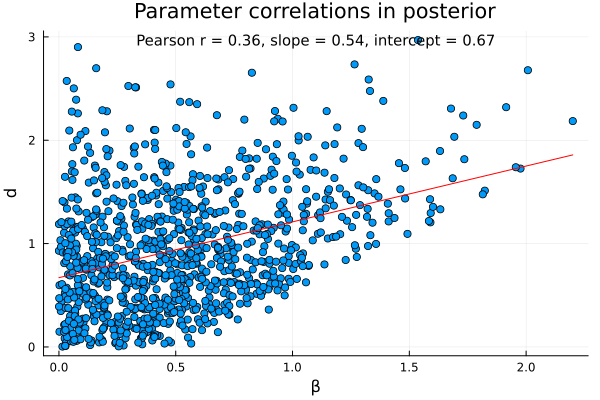 Parameter correlations in posterior
Pearson r = 0.36, slope = 0.54, intercept = 0.67
3
2
d
1
0
0.0 0.5 1.0 1.5 2.0
β